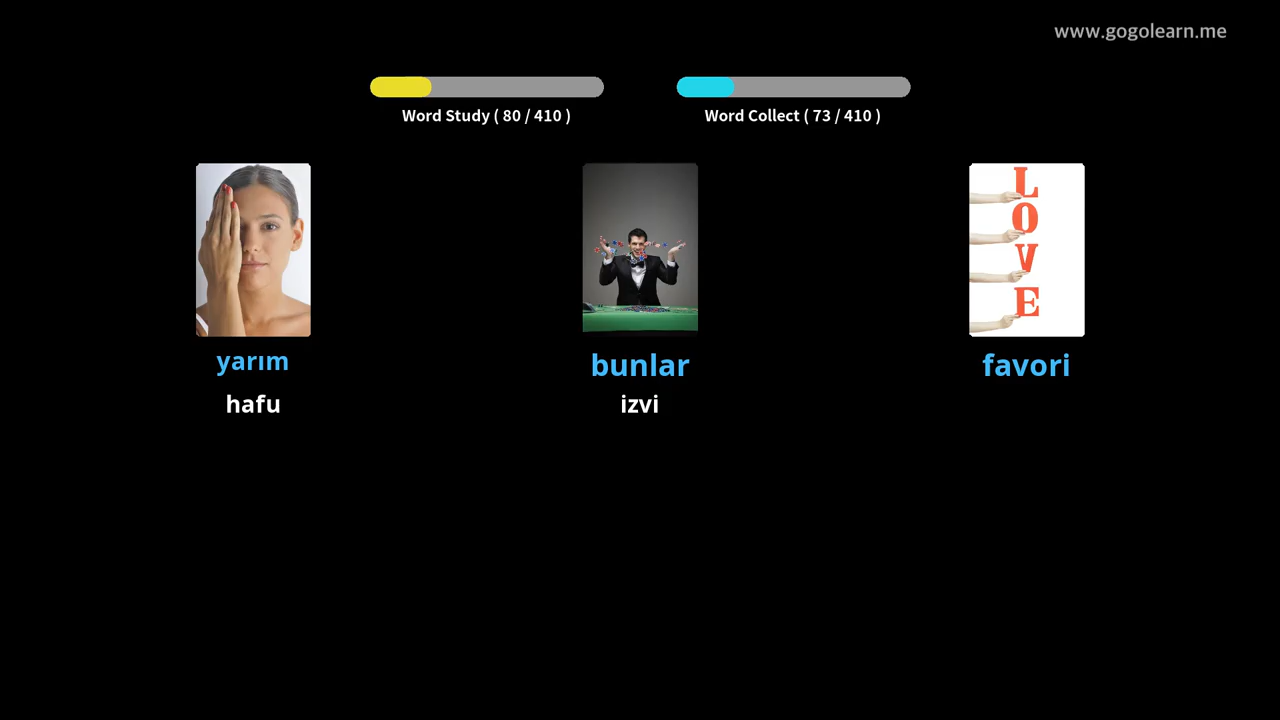 www.gogolearn.me
Word Study ( 80 / 410 )
Word Collect ( 73 / 410 )
L
O
V
E
yarım
bunlar
favori
hafu
izvi